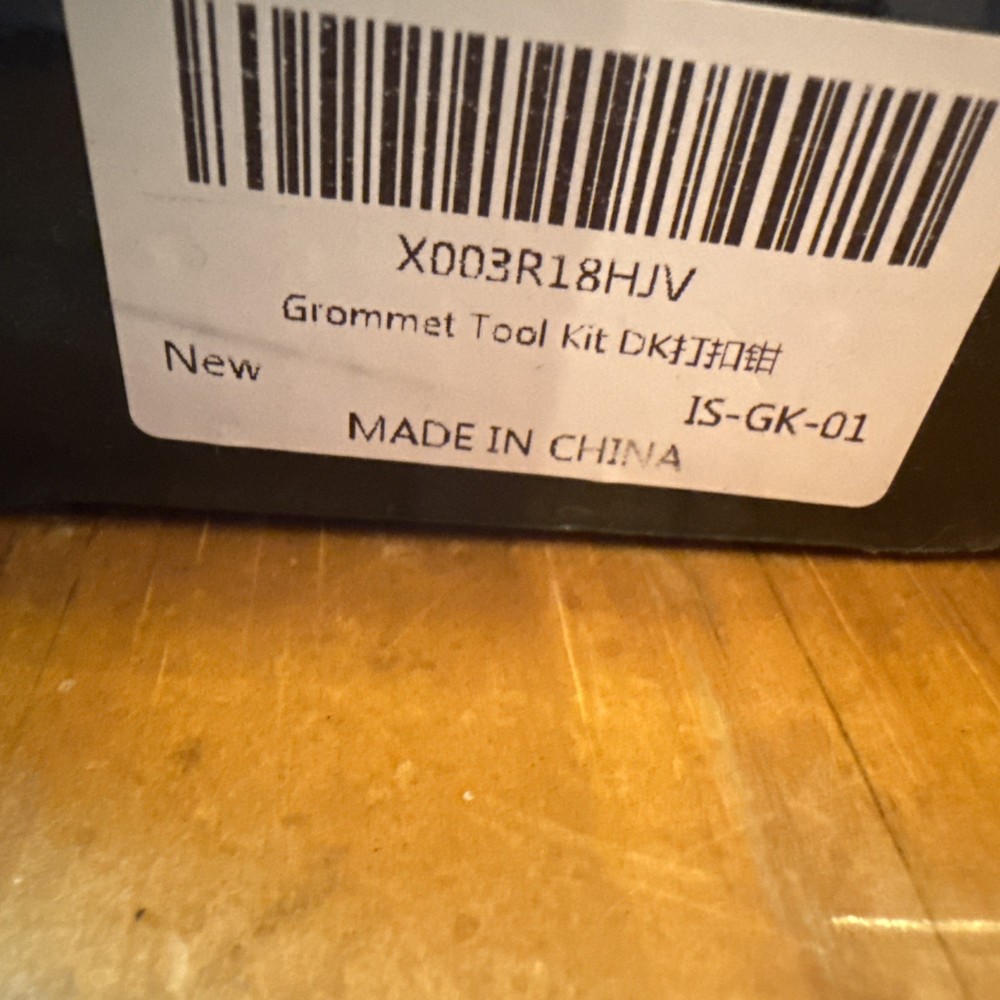 X003R18HJV
Grommet Tool Kit DK打扣钳
New
IS-GK-01
MADE IN CHINA